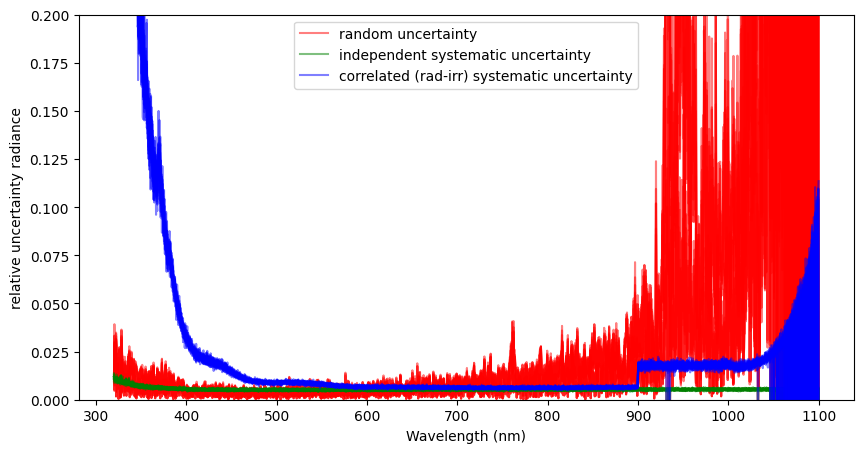 random uncertainty
independent systematic uncertainty
correlated (rad-irr) systematic uncertainty
relative uncertainty radiance
0.200
0.175
0.150
0.125
0.100
0.075
0.050
0.025
0.000
300 400 500 600 700 800 900 1000 1100
Wavelength (nm)